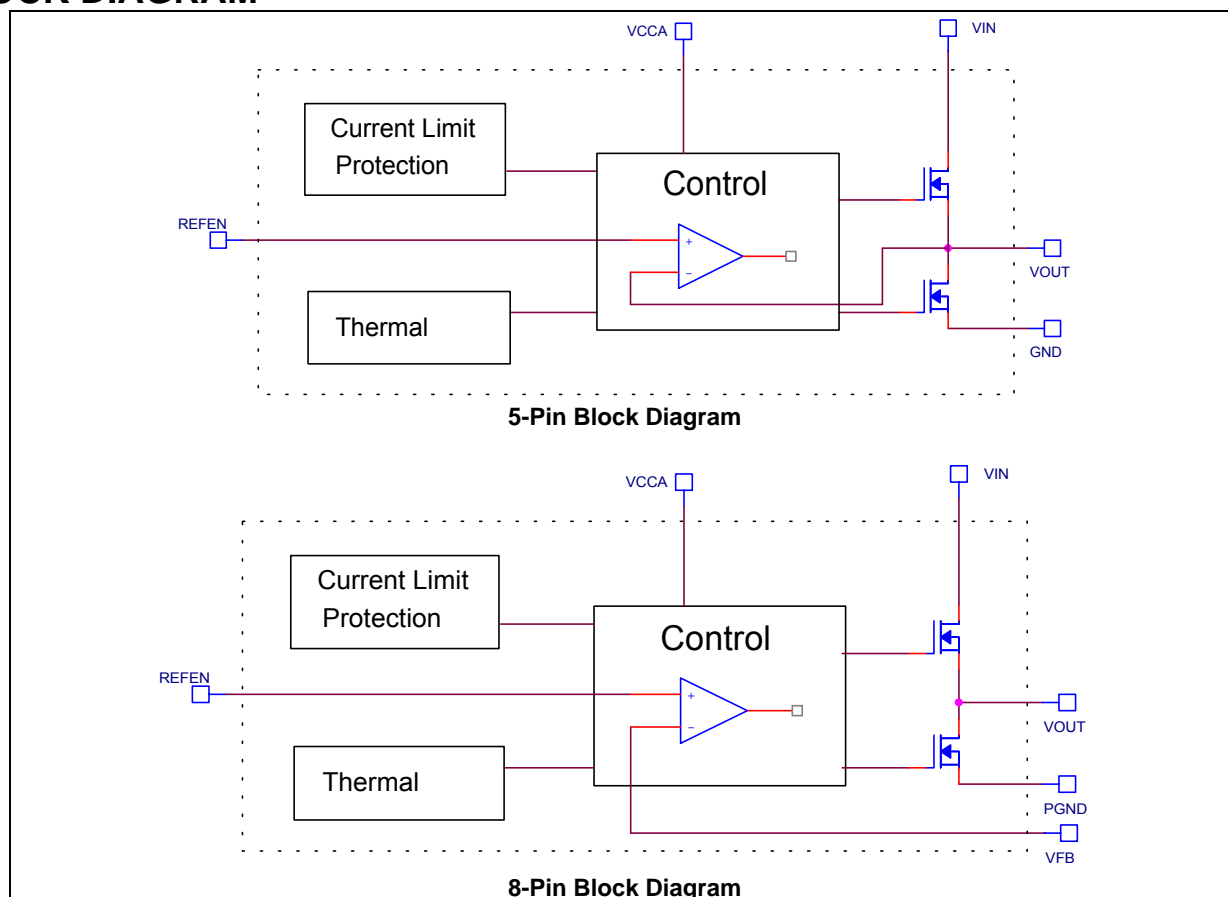 VCCA
VIN
Current Limit
Protection
Control
REFEN
+
−
VOUT
Thermal
GND
5-Pin Block Diagram
VCCA
VIN
Current Limit
Protection
Control
REFEN
+
−
VOUT
Thermal
PGND
VFB
8-Pin Block Diagram